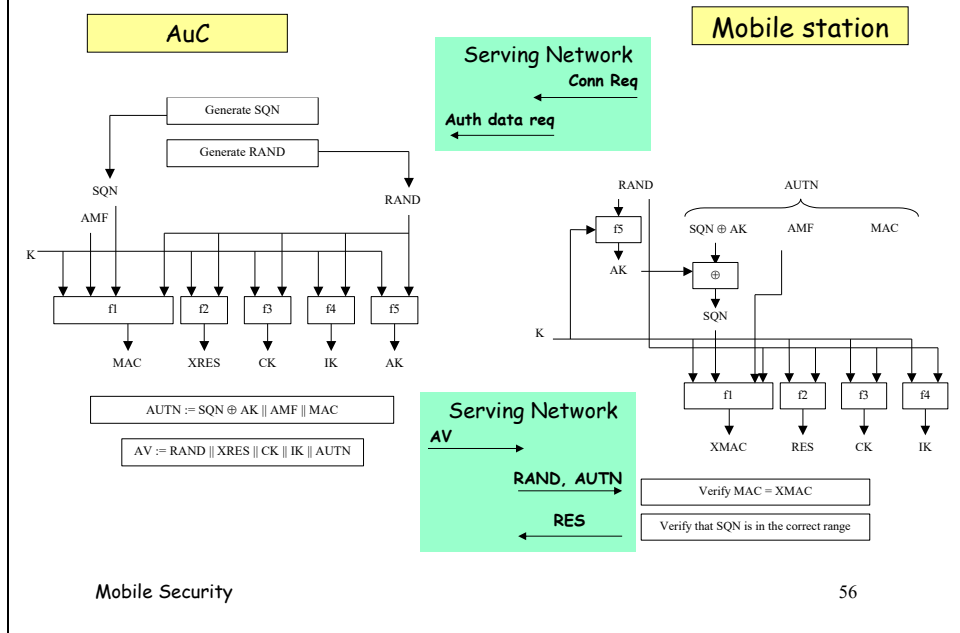 AuC
Mobile station
Serving Network
Conn Req
Auth data req
Generate SQN
Generate RAND
SQN
RAND
AMF
K
f1 f2 f3 f4 f5
MAC XRES CK IK AK
AUTN := SQN ⊕ AK || AMF || MAC
AV := RAND || XRES || CK || IK || AUTN
RAND AUTN
f5 SQN ⊕ AK AMF MAC
AK ⊕
SQN
K
f1 f2 f3 f4
XMAC RES CK IK
Serving Network
AV
RAND, AUTN
RES
Verify MAC = XMAC
Verify that SQN is in the correct range
Mobile Security 56